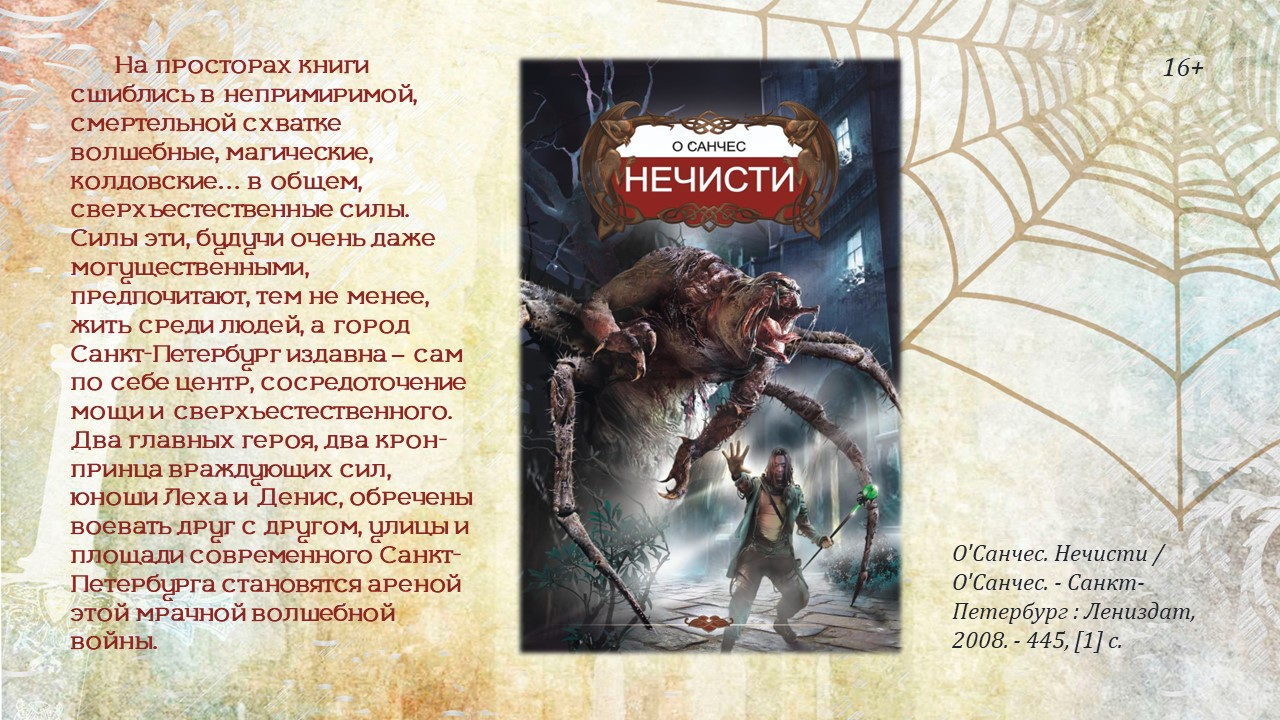 На просторах книги
сшиблись в непримиримой,
смертельной схватке
волшебные, магические,
колдовские... в общем,
сверхъестественные силы.
Силы эти, будучи очень даже
могущественными,
предпочитают, тем не менее,
жить среди людей, а город
Санкт-Петербург издавна – сам
по себе центр, сосредоточение
мощи и сверхъестественного.
Два главных героя, два крон-
принца враждующих сил,
юноши Леха и Денис, обречены
воевать друг с другом, улицы и
площади современного Санкт-
Петербурга становятся ареной
этой мрачной волшебной
войны.
О САНЧЕС
НЕЧИСТИ
16+
О'Санчес. Нечисти /
О'Санчес. - Санкт-
Петербург : Лениздат,
2008. - 445, [1] с.